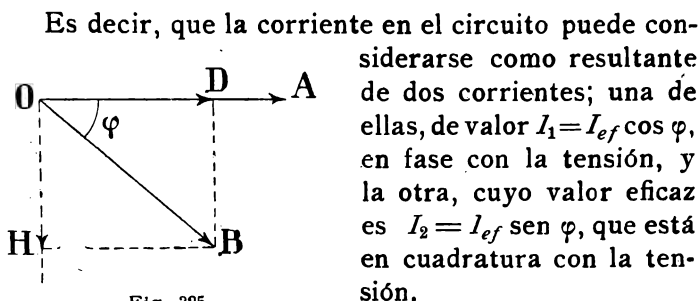 Es decir, que la corriente en el circuito puede con-
siderarse como resultante
de dos corrientes; una de
ellas, de valor I₁=I_ef cos φ,
en fase con la tensión, y
la otra, cuyo valor eficaz
es I₂ = I_ef sen φ, que está
en cuadratura con la ten-
sión.
O D A
φ
H B